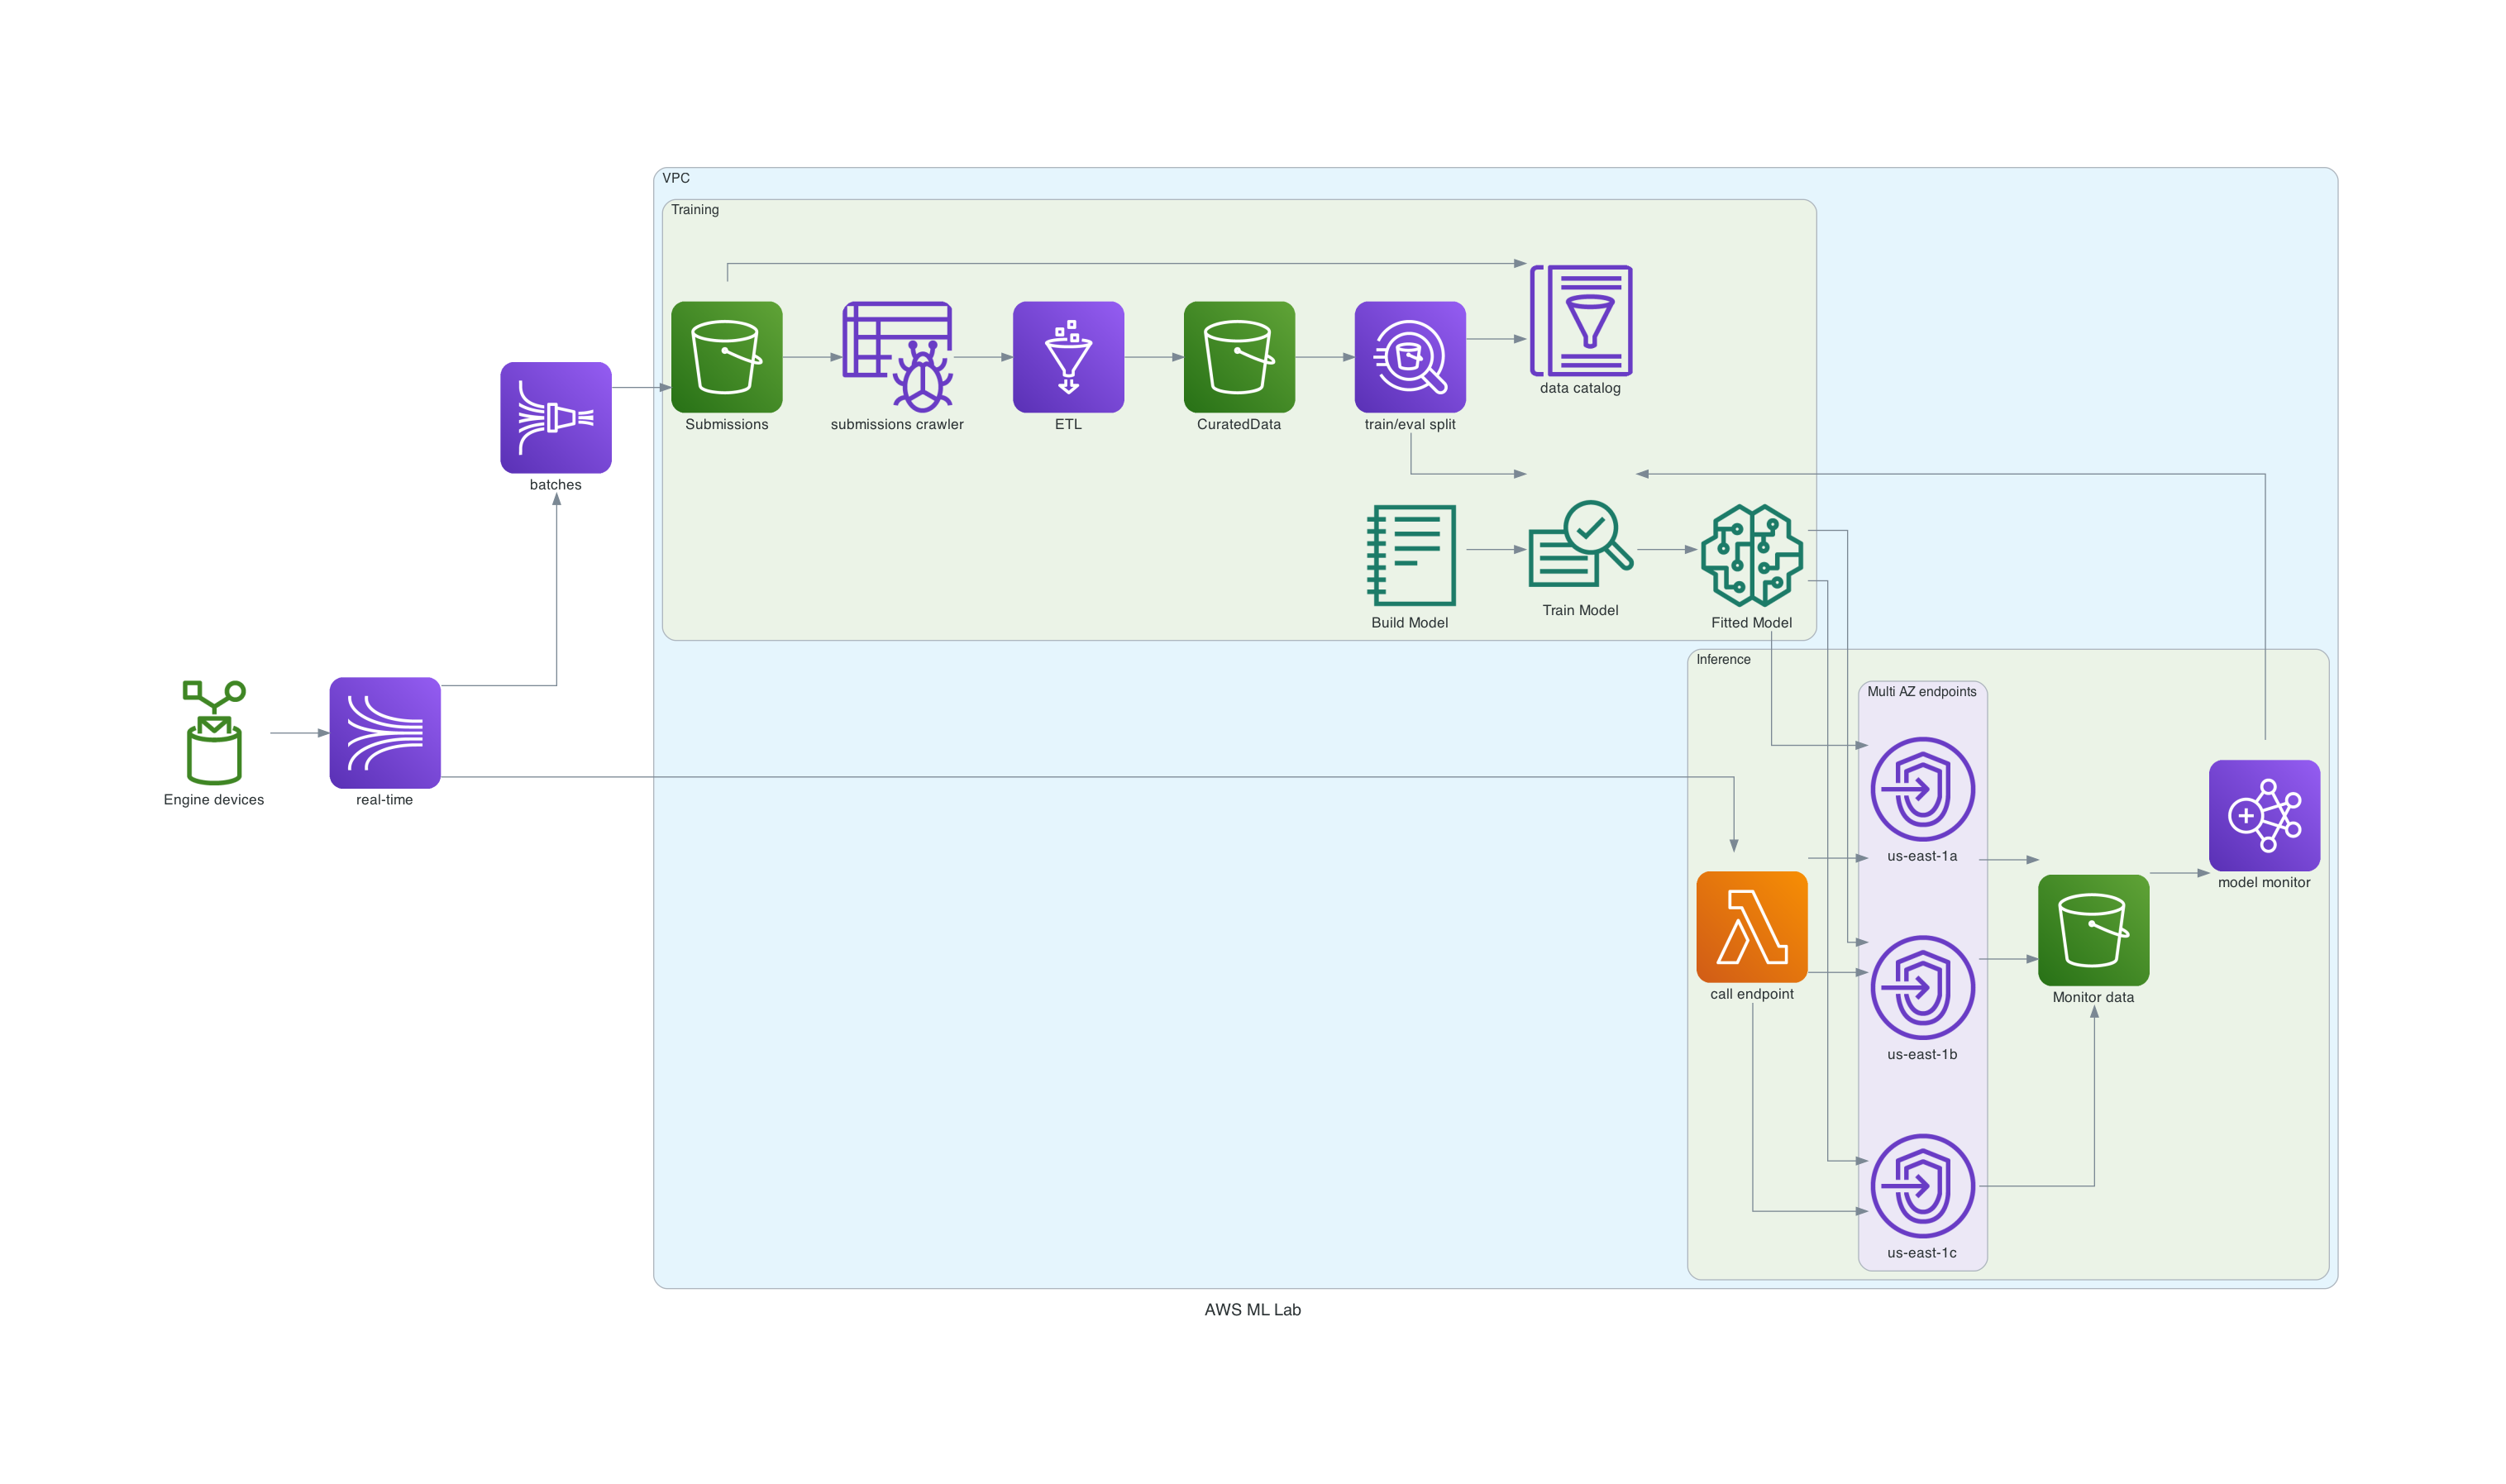 VPC
Training
Submissions
submissions crawler
ETL
CuratedData
train/eval split
data catalog
batches
Build Model
Train Model
Fitted Model
Inference
Multi AZ endpoints
Engine devices
real-time
us-east-1a
model monitor
call endpoint
Monitor data
us-east-1b
us-east-1c
AWS ML Lab